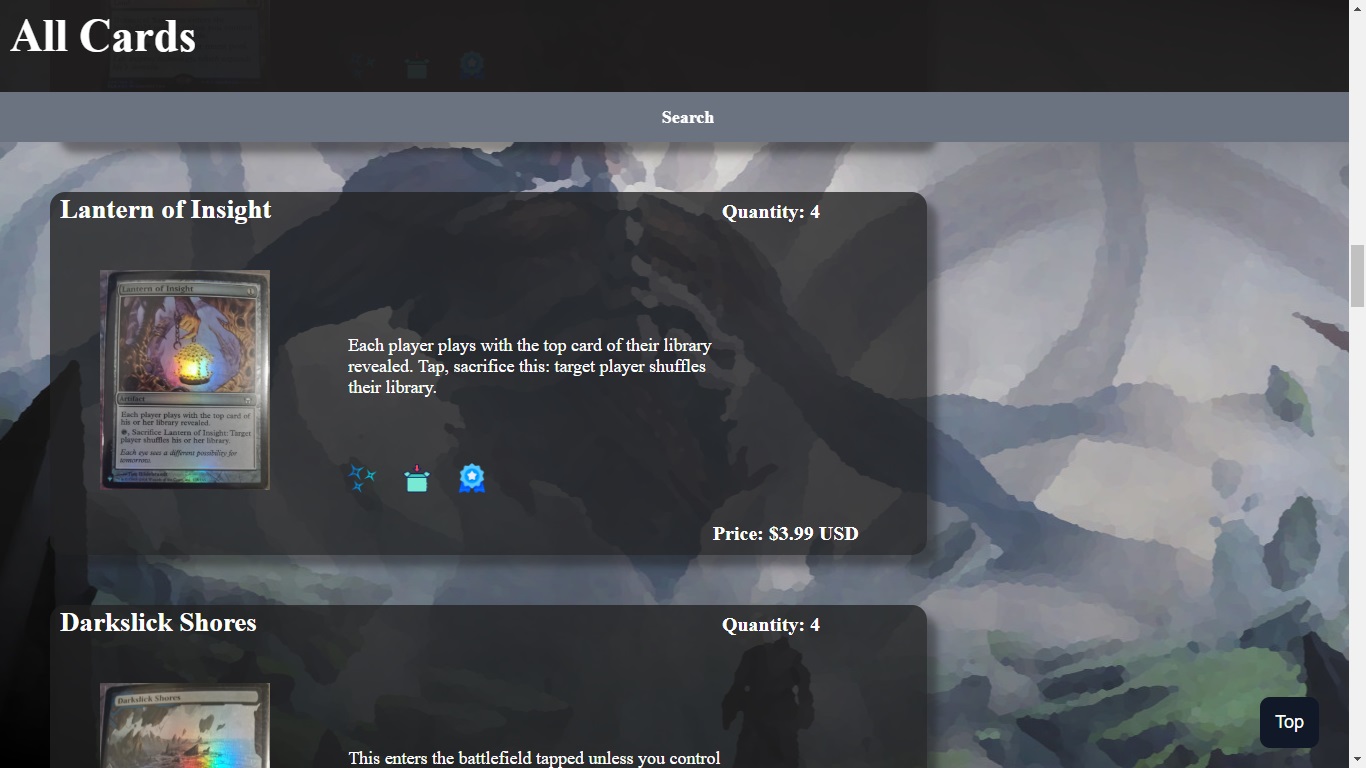 All Cards
Search
Lantern of Insight
Quantity: 4
Lantern of Insight
1
Artifact
Each player plays with the top card of
his or her library revealed.
, Sacrifice Lantern of Insight: Target
player shuffles his or her library.
Each eye sees a different possibility for
tomorrow.
Each player plays with the top card of their library
revealed. Tap, sacrifice this: target player shuffles
their library.
Price: $3.99 USD
Darkslick Shores
Quantity: 4
Darkslick Shores
This enters the battlefield tapped unless you control
Top